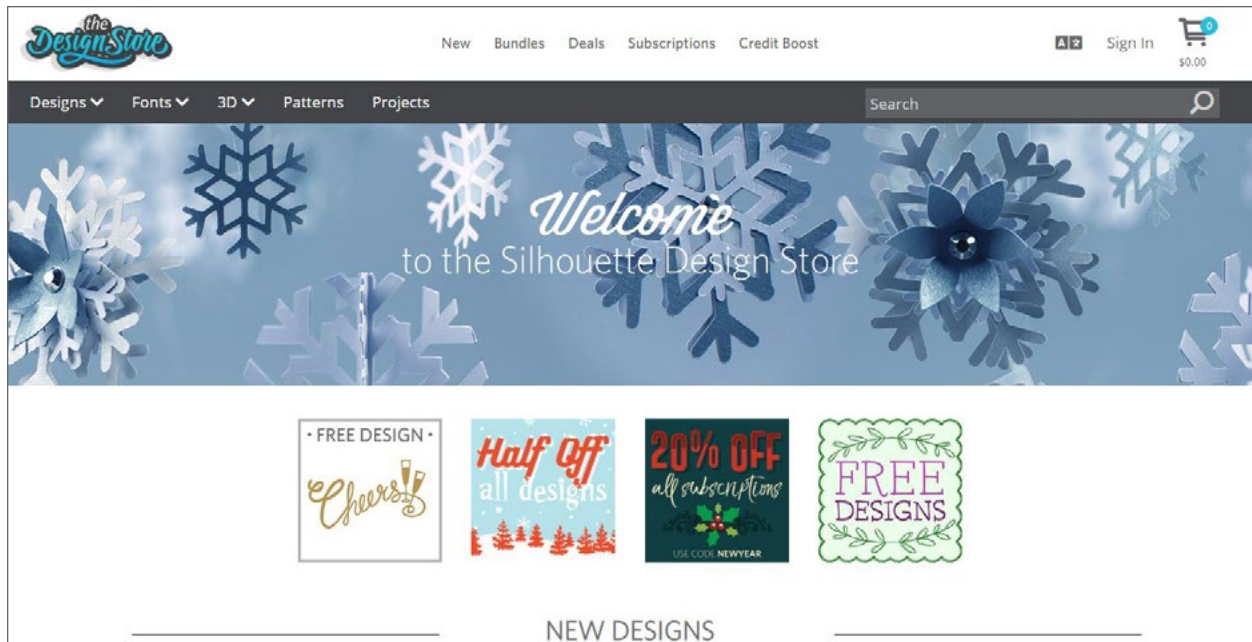 the
Design Store
New Bundles Deals Subscriptions Credit Boost
A Sign In 0
$0.00
Designs Fonts 3D Patterns Projects Search
Welcome
to the Silhouette Design Store
• FREE DESIGN •
Cheers
Half Off
all designs
20% OFF
all subscriptions
USE CODE NEWYEAR
FREE
DESIGNS
NEW DESIGNS